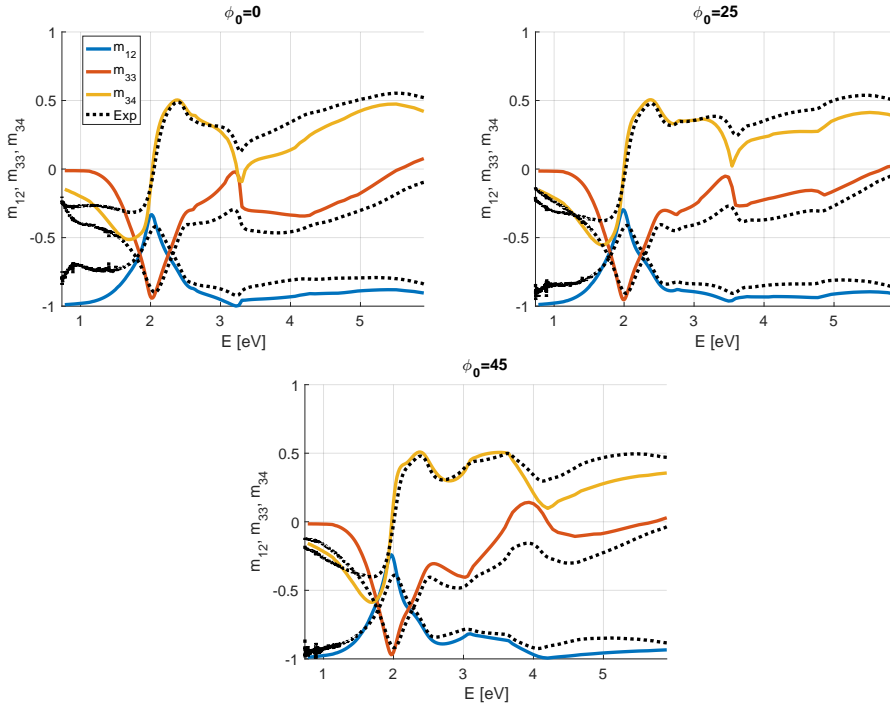 ϕ₀=0
1
0.5
0
-0.5
-1
m₁₂, m₃₃, m₃₄
m₁₂
m₃₃
m₃₄
Exp
1 2 3 4 5
E [eV]
ϕ₀=25
1
0.5
0
-0.5
-1
m₁₂, m₃₃, m₃₄
1 2 3 4 5
E [eV]
ϕ₀=45
1
0.5
0
-0.5
-1
m₁₂, m₃₃, m₃₄
1 2 3 4 5
E [eV]